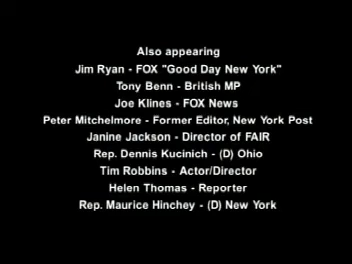 Also appearing
Jim Ryan - FOX "Good Day New York"
Tony Benn - British MP
Joe Klines - FOX News
Peter Mitchelmore - Former Editor, New York Post
Janine Jackson - Director of FAIR
Rep. Dennis Kucinich - (D) Ohio
Tim Robbins - Actor/Director
Helen Thomas - Reporter
Rep. Maurice Hinchey - (D) New York